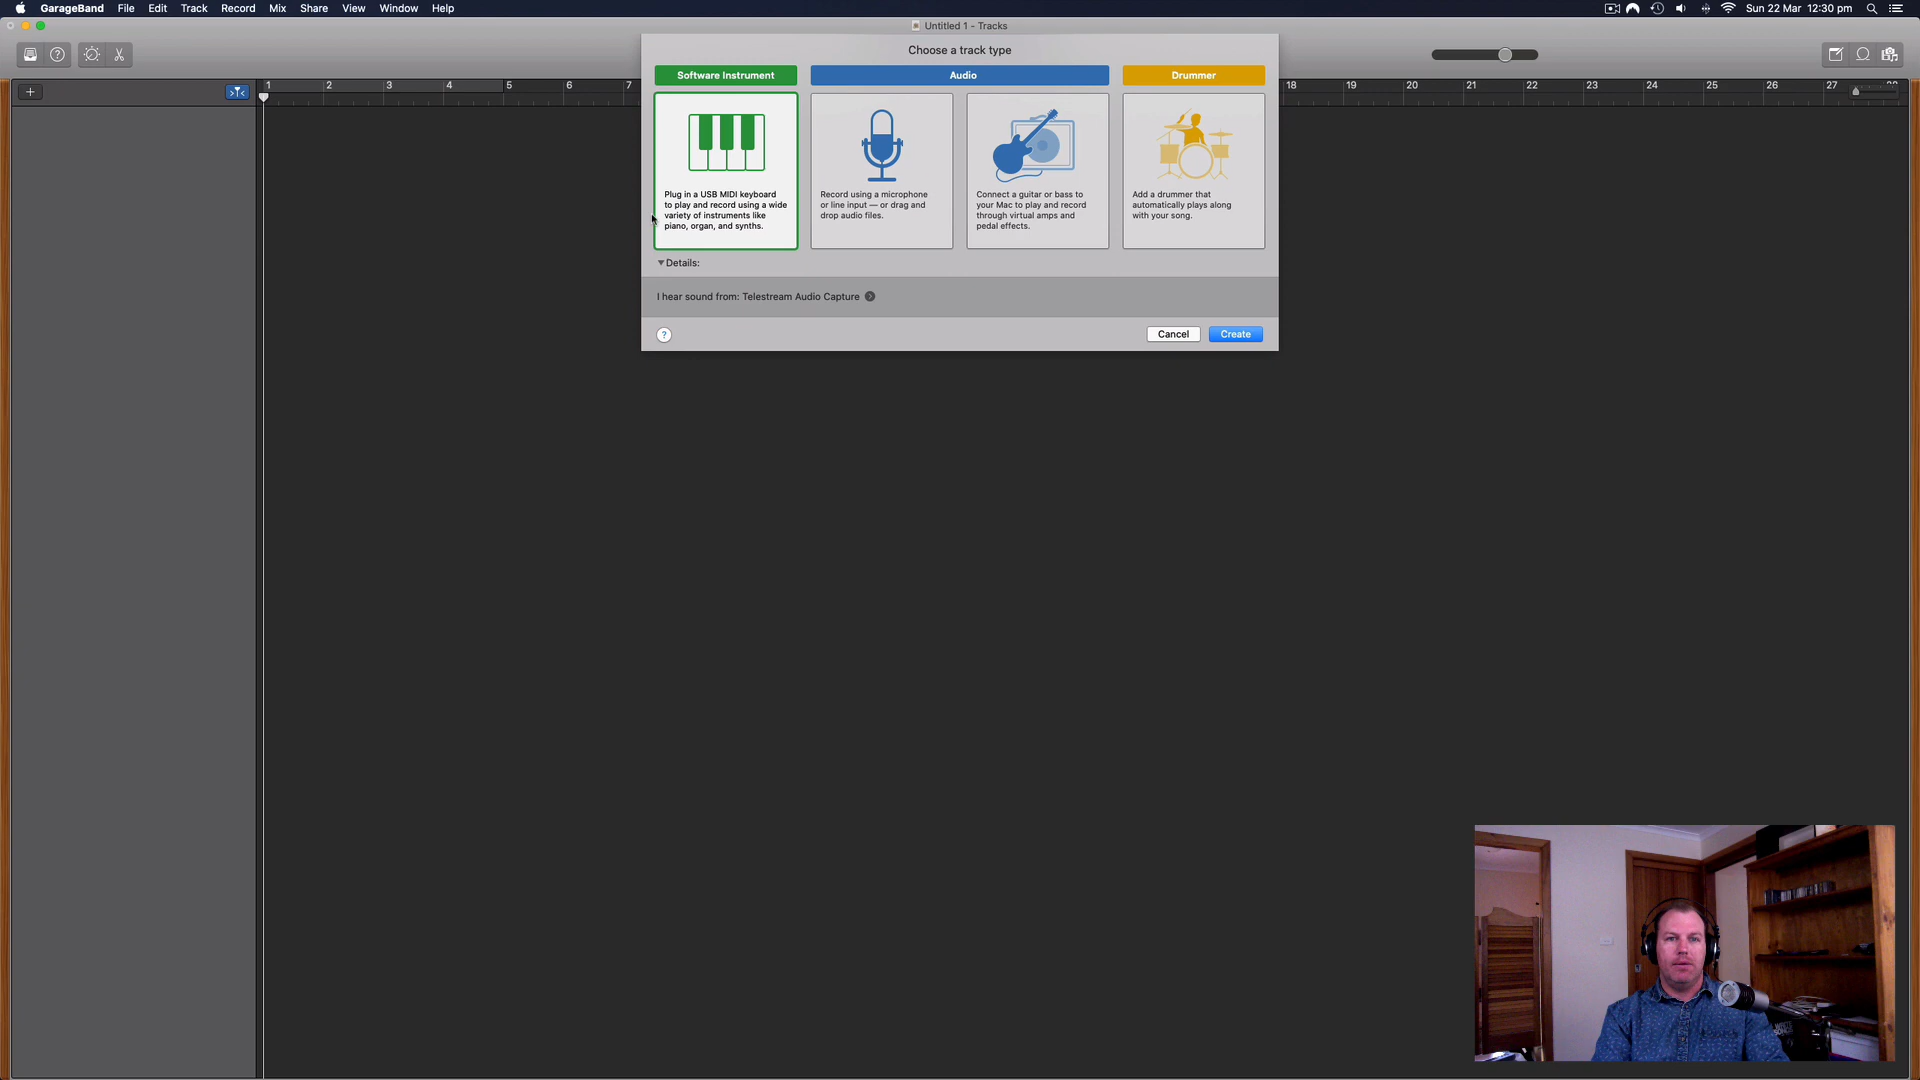 GarageBand File Edit Track Record Mix Share View Window Help
Sun 22 Mar 12:30 pm
Untitled 1 - Tracks
Choose a track type
Software Instrument
Audio
Drummer
1 2 3 4 5 6 7 18 19 20 21 22 23 24 25 26 27
Plug in a USB MIDI keyboard
to play and record using a wide
variety of instruments like
piano, organ, and synths.
Record using a microphone
or line input — or drag and
drop audio files.
Connect a guitar or bass to
your Mac to play and record
through virtual amps and
pedal effects.
Add a drummer that
automatically plays along
with your song.
Details:
I hear sound from: Telestream Audio Capture
?
Cancel
Create